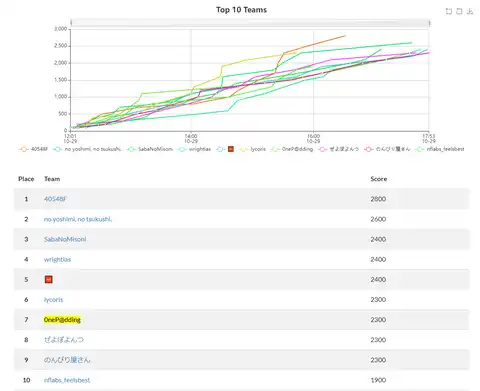 Top 10 Teams
3,000
2,500
2,000
1,500
1,000
500
0
12:01
10-29
14:00
10-29
16:00
10-29
17:53
10-29
40548F no yoshimi, no tsukushi. SabaNoMisoni wrightias lycoris 0neP@dding ぜよぽよんつ のんびり屋さん nflabs_feelsbest
Place Team Score
1 40548F 2800
2 no yoshimi, no tsukushi. 2600
3 SabaNoMisoni 2400
4 wrightias 2400
5 2400
6 lycoris 2300
7 0neP@dding 2300
8 ぜよぽよんつ 2300
9 のんびり屋さん 2300
10 nflabs_feelsbest 1900